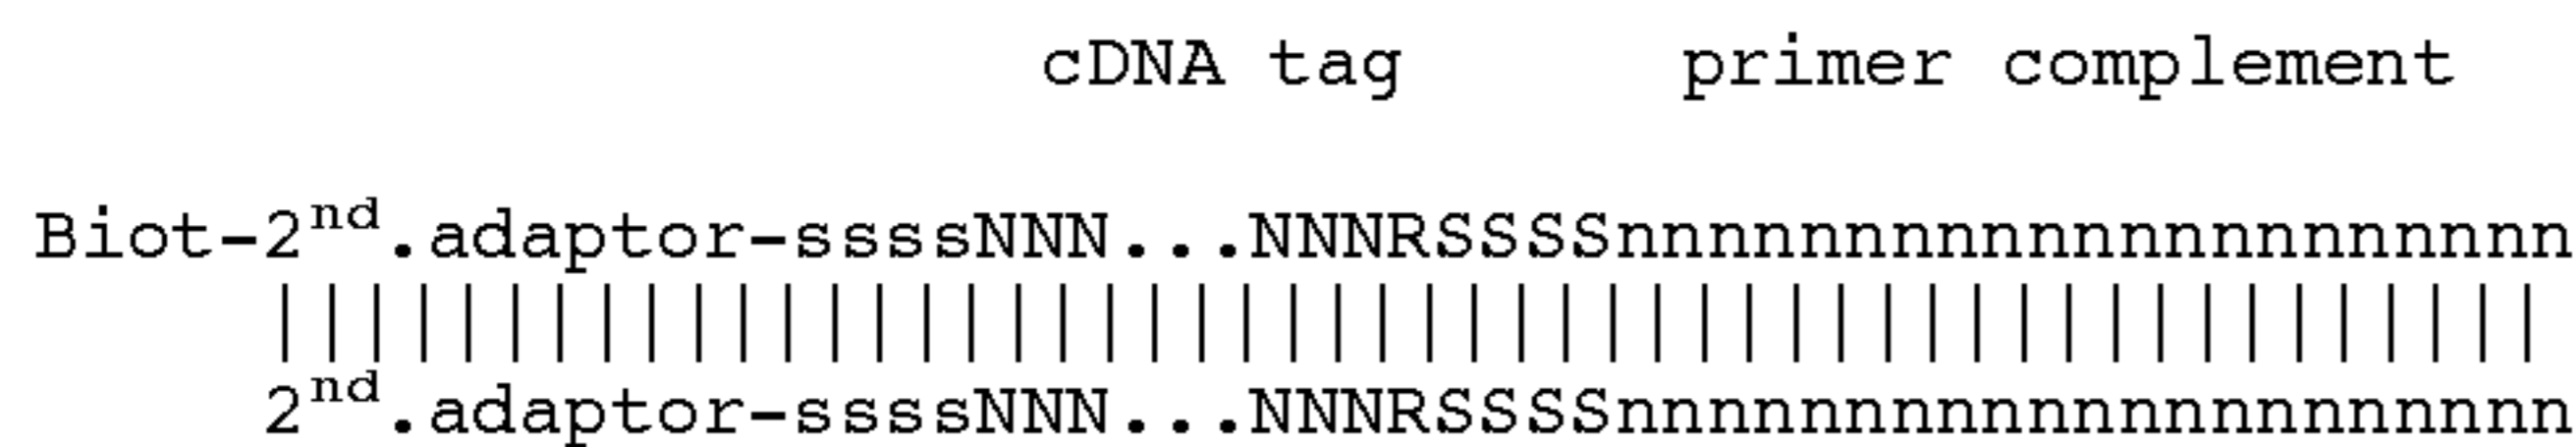 cDNA tag primer complement
Biot-2nd.adaptor-ssssNNN...NNNRSSSSnnnnnnnnnnnnnnnnnnnnn
||||||||||||||||||||||||||||||||||||||||||||||||||
2nd.adaptor-ssssNNN...NNNRSSSSnnnnnnnnnnnnnnnnnnnnn